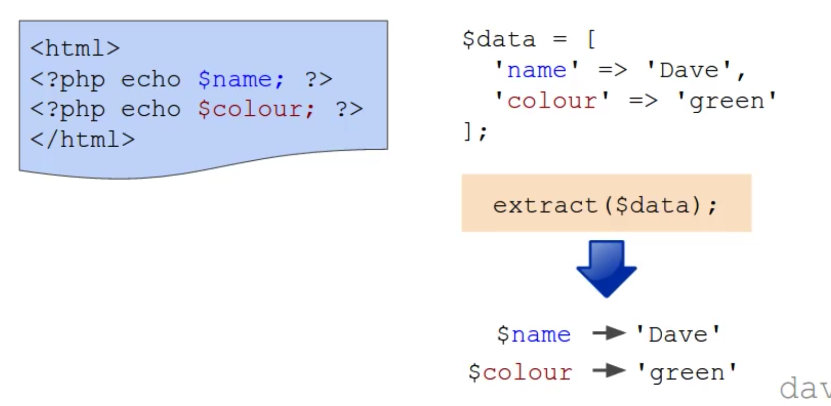 <html>
<?php echo $name; ?>
<?php echo $colour; ?>
</html>
$data = [
'name' => 'Dave',
'colour' => 'green'
];
extract($data);
$name 'Dave'
$colour 'green'
dav